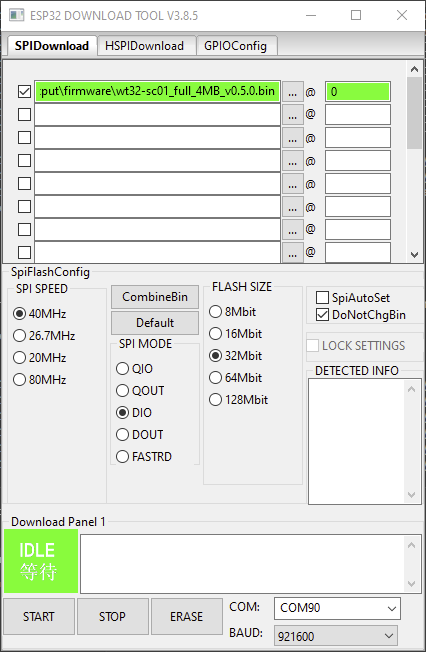 ESP32 DOWNLOAD TOOL V3.8.5
SPIDownload HSPIDownload GPIOConfig
:put\firmware\wt32-sc01_full_4MB_v0.5.0.bin ... @ 0
... @
... @
... @
... @
... @
... @
... @
SpiFlashConfig
SPI SPEED
40MHz
26.7MHz
20MHz
80MHz
CombineBin
Default
SPI MODE
QIO
QOUT
DIO
DOUT
FASTRD
FLASH SIZE
8Mbit
16Mbit
32Mbit
64Mbit
128Mbit
SpiAutoSet
DoNotChgBin
LOCK SETTINGS
DETECTED INFO
Download Panel 1
IDLE
等待
START STOP ERASE
COM: COM90
BAUD: 921600